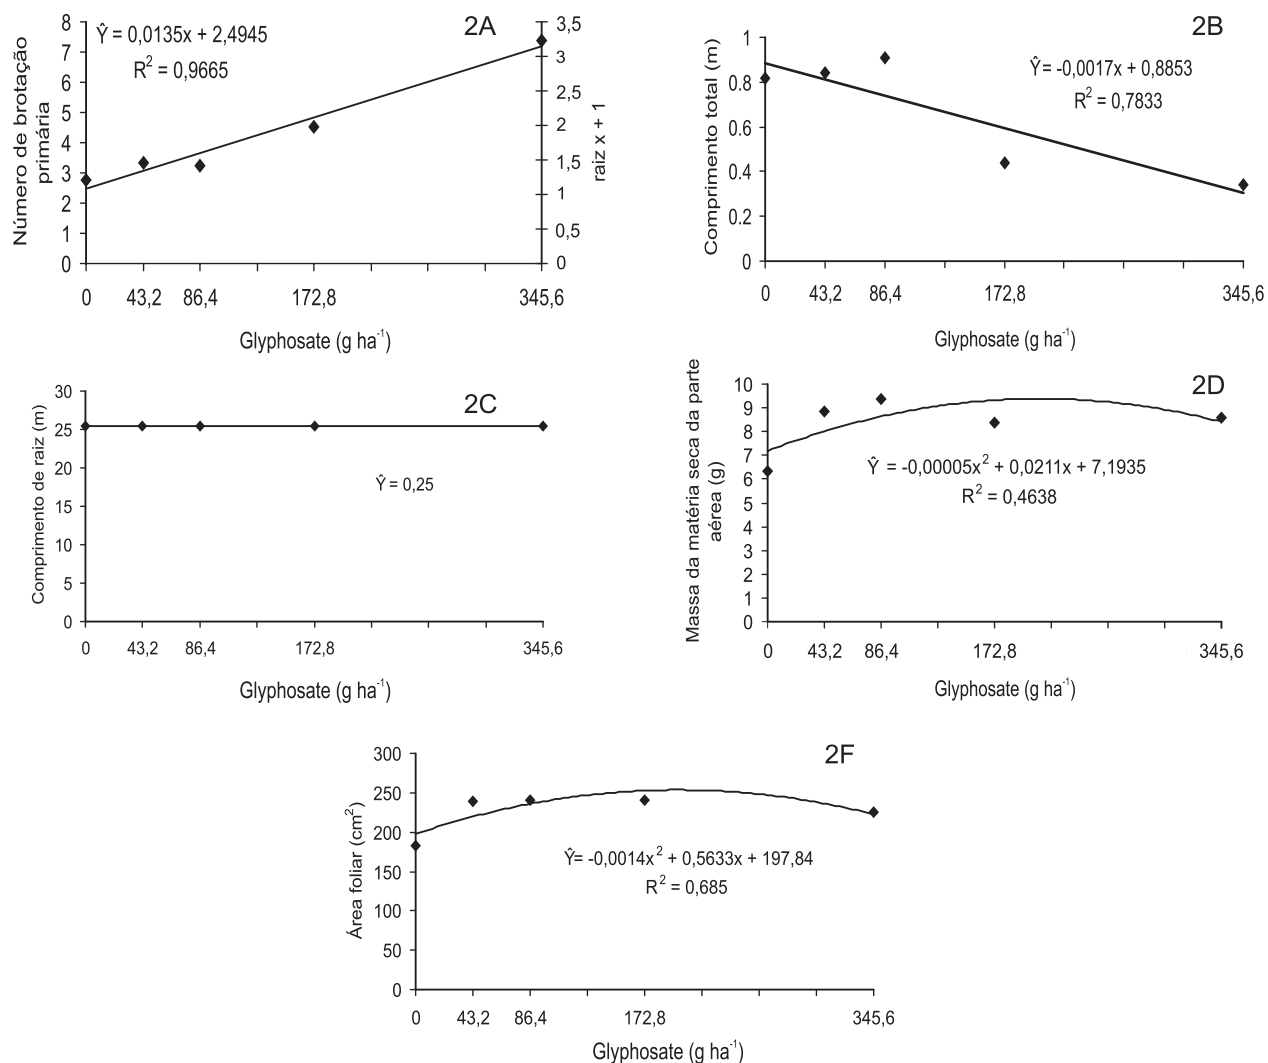 2A
Ŷ = 0,0135x + 2,4945
R² = 0,9665
Número de brotação
primária
8
7
6
5
4
3
2
1
0
3,5
3
2,5
2
1,5
1
0,5
0
raiz x + 1
0 43,2 86,4 172,8 345,6
Glyphosate (g ha⁻¹)
2B
Ŷ= -0,0017x + 0,8853
R² = 0,7833
Comprimento total (m)
1
0.8
0.6
0.4
0.2
0
0 43,2 86,4 172,8 345,6
Glyphosate (g ha⁻¹)
2C
Ŷ = 0,25
Comprimento de raiz (m)
30
25
20
15
10
5
0
0 43,2 86,4 172,8 345,6
Glyphosate (g ha⁻¹)
2D
Ŷ = -0,00005x² + 0,0211x + 7,1935
R² = 0,4638
Massa da matéria seca da parte
aérea (g)
10
9
8
7
6
5
4
3
2
1
0
0 43,2 86,4 172,8 345,6
Glyphosate (g ha⁻¹)
2F
Ŷ= -0,0014x² + 0,5633x + 197,84
R² = 0,685
Área foliar (cm²)
300
250
200
150
100
50
0
0 43,2 86,4 172,8 345,6
Glyphosate (g ha⁻¹)